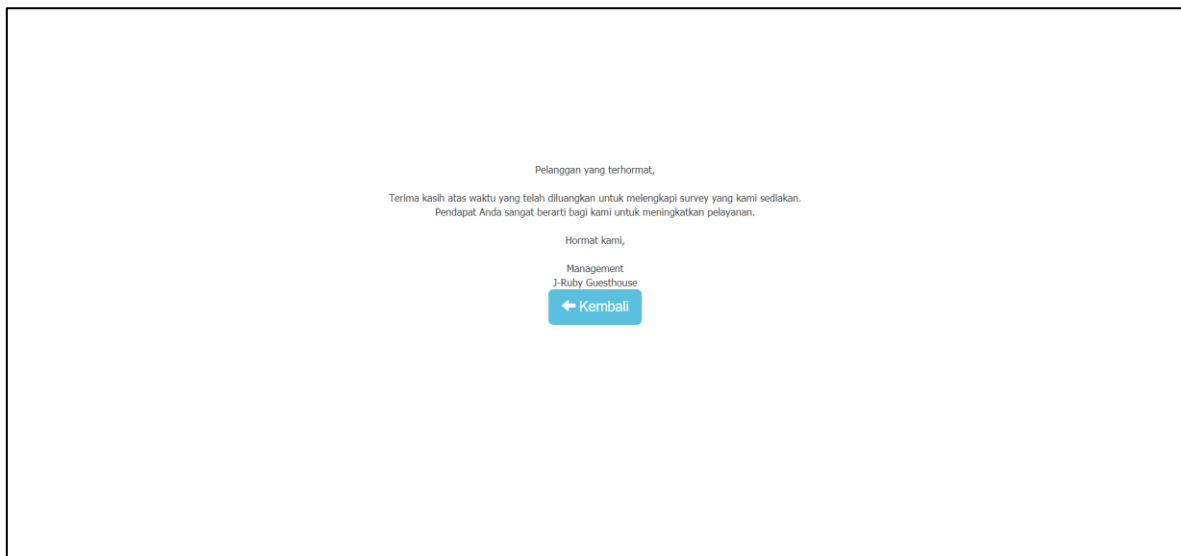 Pelanggan yang terhormat,
Terima kasih atas waktu yang telah diluangkan untuk melengkapi survey yang kami sediakan.
Pendapat Anda sangat berarti bagi kami untuk meningkatkan pelayanan.
Hormat kami,
Management
J-Ruby Guesthouse
Kembali